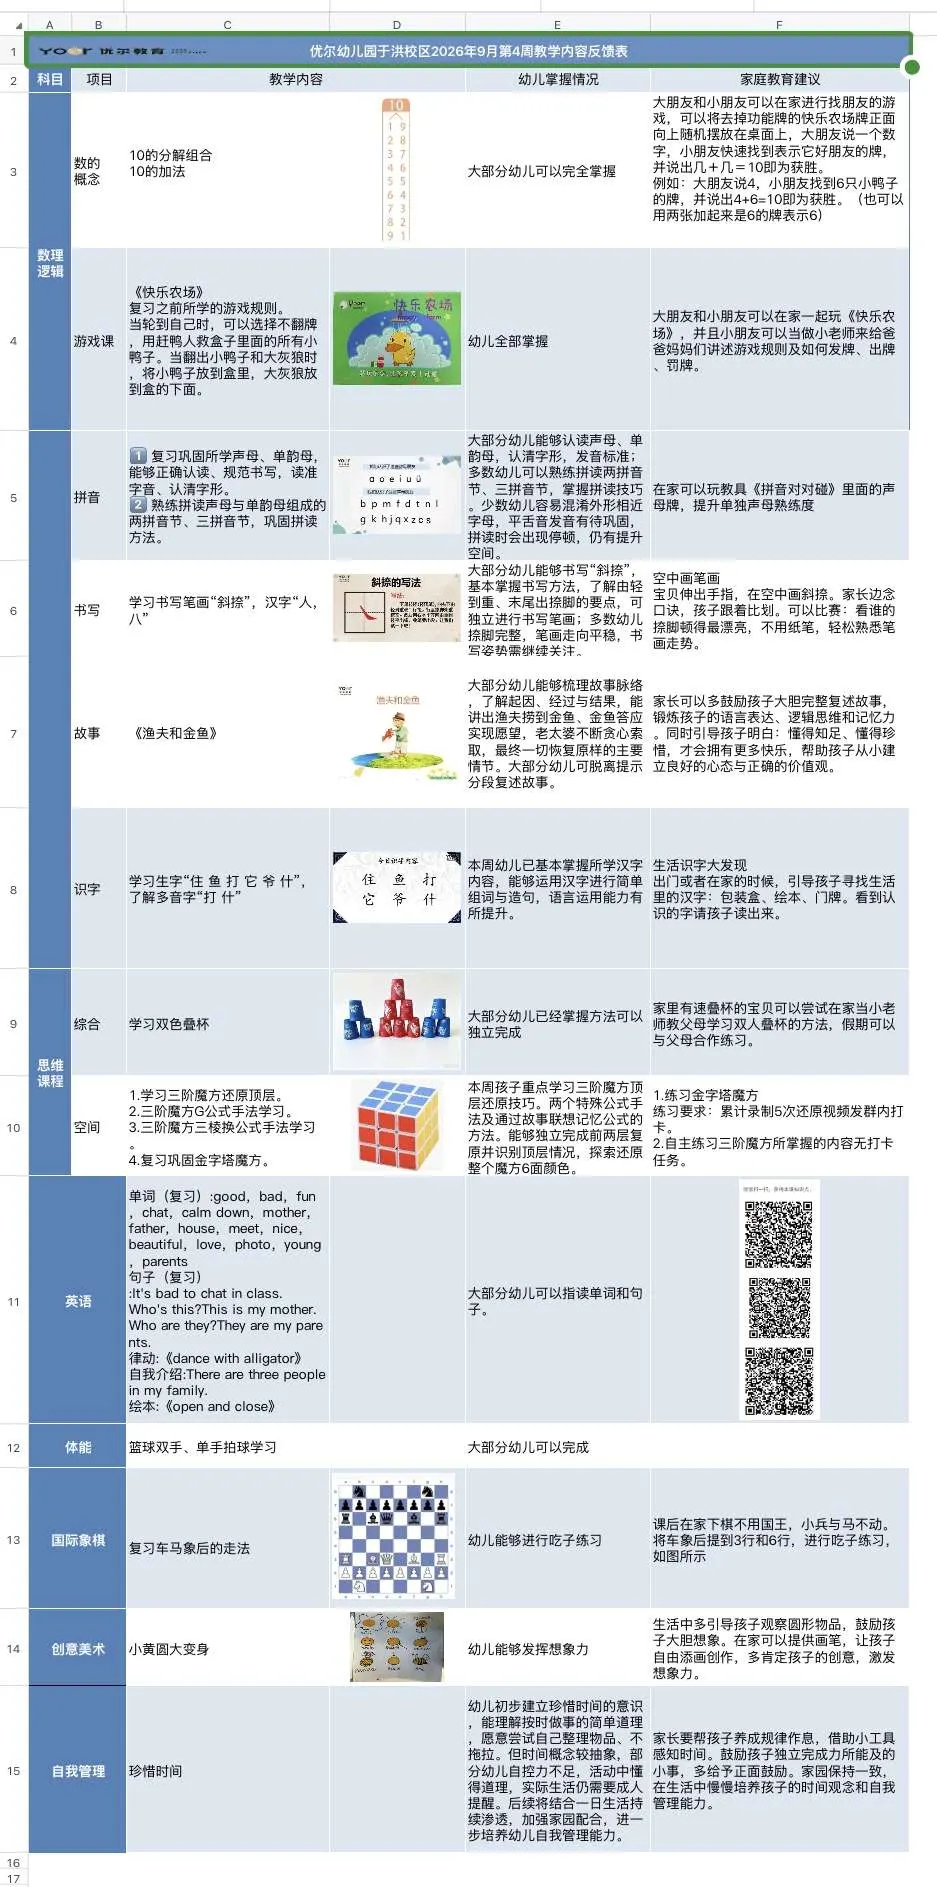 A B C D E F
1 YOER 优尔教育 优尔幼儿园于洪校区2026年9月第4周教学内容反馈表
2 科目 项目 教学内容 幼儿掌握情况 家庭教育建议
数理
逻辑
3
数的
概念
10的分解组合
10的加法
10
1 9
2 8
3 7
4 6
5 5
6 4
7 3
8 2
9 1
大部分幼儿可以完全掌握
大朋友和小朋友可以在家进行找朋友的游
戏，可以将去掉功能牌的快乐农场牌正面
向上随机摆放在桌面上，大朋友说一个数
字，小朋友快速找到表示它好朋友的牌，
并说出几＋几＝10即为获胜。
例如：大朋友说4，小朋友找到6只小鸭子
的牌，并说出4+6=10即为获胜。（也可以
用两张加起来是6的牌表示6）
4
游戏课
《快乐农场》
复习之前所学的游戏规则。
当轮到自己时，可以选择不翻牌
，用赶鸭人救盒子里面的所有小
鸭子。当翻出小鸭子和大灰狼时
，将小鸭子放到盒里，大灰狼放
到盒的下面。
快乐农场
幼儿全部掌握
大朋友和小朋友可以在家一起玩《快乐农
场》，并且小朋友可以当做小老师来给爸
爸妈妈们讲述游戏规则及如何发牌、出牌
、罚牌。
5
拼音
1 复习巩固所学声母、单韵母，
能够正确认读、规范书写，读准
字音、认清字形。
2 熟练拼读声母与单韵母组成的
两拼音节、三拼音节，巩固拼读
方法。
a o e i u ü
b p m f d t n l
g k h j q x z c s
大部分幼儿能够认读声母、单
韵母，认清字形，发音标准；
多数幼儿可以熟练拼读两拼音
节、三拼音节，掌握拼读技巧
。少数幼儿容易混淆外形相近
字母，平舌音发音有待巩固，
拼读时会出现停顿，仍有提升
空间。
在家可以玩教具《拼音对对碰》里面的声
母牌，提升单独声母熟练度
6
书写
学习书写笔画“斜捺”，汉字“人，
八”
斜捺的写法
大部分幼儿能够书写“斜捺”，
基本掌握书写方法，了解由轻
到重、末尾出捺脚的要点，可
独立进行书写笔画；多数幼儿
捺脚完整，笔画走向平稳，书
写姿势需继续关注。
空中画笔画
宝贝伸出手指，在空中画斜捺。家长边念
口诀，孩子跟着比划。可以比赛：看谁的
捺脚顿得最漂亮，不用纸笔，轻松熟悉笔
画走势。
7
故事
《渔夫和金鱼》
渔夫和金鱼
大部分幼儿能够梳理故事脉络
，了解起因、经过与结果，能
讲出渔夫捞到金鱼、金鱼答应
实现愿望，老太婆不断贪心索
取，最终一切恢复原样的主要
情节。大部分幼儿可脱离提示
分段复述故事。
家长可以多鼓励孩子大胆完整复述故事，
锻炼孩子的语言表达、逻辑思维和记忆力
。同时引导孩子明白：懂得知足、懂得珍
惜，才会拥有更多快乐，帮助孩子从小建
立良好的心态与正确的价值观。
8
识字
学习生字“住 鱼 打 它 爷 什”，
了解多音字“打 什”
今日识字内容
住 鱼 打
它 爷 什
本周幼儿已基本掌握所学汉字
内容，能够运用汉字进行简单
组词与造句，语言运用能力有
所提升。
生活识字大发现
出门或者在家的时候，引导孩子寻找生活
里的汉字：包装盒、绘本、门牌。看到认
识的字请孩子读出来。
思维
课程
9
综合
学习双色叠杯
大部分幼儿已经掌握方法可以
独立完成
家里有速叠杯的宝贝可以尝试在家当小老
师教父母学习双人叠杯的方法，假期可以
与父母合作练习。
10
空间
1.学习三阶魔方还原顶层。
2.三阶魔方G公式手法学习。
3.三阶魔方三棱换公式手法学习
。
4.复习巩固金字塔魔方。
本周孩子重点学习三阶魔方顶
层还原技巧。两个特殊公式手
法及通过故事联想记忆公式的
方法。能够独立完成前两层复
原并识别顶层情况，探索还原
整个魔方6面颜色。
1.练习金字塔魔方
练习要求：累计录制5次还原视频发群内打
卡。
2.自主练习三阶魔方所掌握的内容无打卡
任务。
11
英语
单词（复习）:good，bad，fun
，chat，calm down，mother，
father，house，meet，nice，
beautiful，love，photo，young
，parents
句子（复习）
:It's bad to chat in class.
Who's this?This is my mother.
Who are they?They are my pare
nts.
律动:《dance with alligator》
自我介绍:There are three people
in my family.
绘本:《open and close》
大部分幼儿可以指读单词和句
子。
12 体能 篮球双手、单手拍球学习 大部分幼儿可以完成
13
国际象棋
复习车马象后的走法
幼儿能够进行吃子练习
课后在家下棋不用国王，小兵与马不动。
将车象后提到3行和6行，进行吃子练习，
如图所示
14
创意美术
小黄圆大变身
幼儿能够发挥想象力
生活中多引导孩子观察圆形物品，鼓励孩
子大胆想象。在家可以提供画笔，让孩子
自由添画创作，多肯定孩子的创意，激发
想象力。
15
自我管理
珍惜时间
幼儿初步建立珍惜时间的意识
，能理解按时做事的简单道理
，愿意尝试自己整理物品、不
拖拉。但时间概念较抽象，部
分幼儿自控力不足，活动中懂
得道理，实际生活仍需要成人
提醒。后续将结合一日生活持
续渗透，加强家园配合，进一
步培养幼儿自我管理能力。
家长要帮孩子养成规律作息，借助小工具
感知时间。鼓励孩子独立完成力所能及的
小事，多给予正面鼓励。家园保持一致，
在生活中慢慢培养孩子的时间观念和自我
管理能力。
16
17